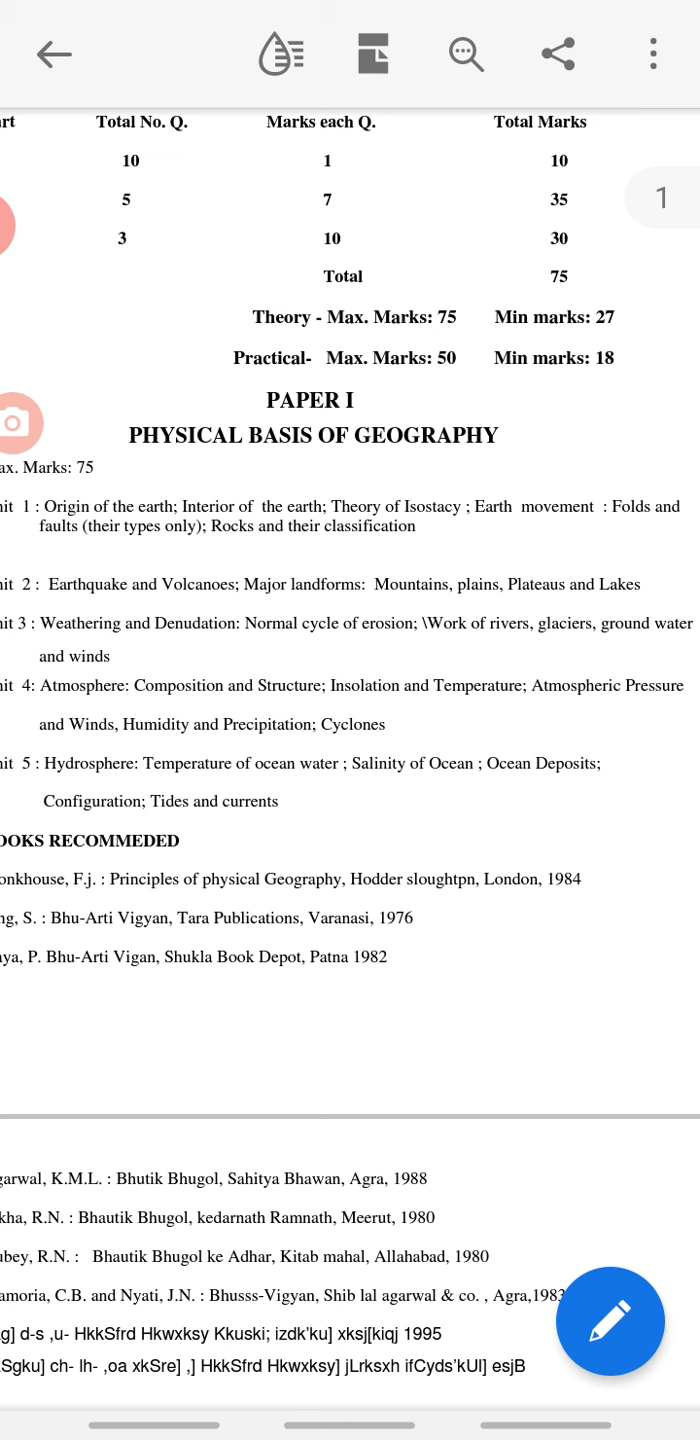 rt Total No. Q. Marks each Q. Total Marks
10 1 10
5 7 35
1
3 10 30
Total 75
Theory - Max. Marks: 75 Min marks: 27
Practical- Max. Marks: 50 Min marks: 18
PAPER I
PHYSICAL BASIS OF GEOGRAPHY
ax. Marks: 75
nit 1 : Origin of the earth; Interior of the earth; Theory of Isostacy ; Earth movement : Folds and
faults (their types only); Rocks and their classification
nit 2 : Earthquake and Volcanoes; Major landforms: Mountains, plains, Plateaus and Lakes
nit 3 : Weathering and Denudation: Normal cycle of erosion; \Work of rivers, glaciers, ground water
and winds
nit 4: Atmosphere: Composition and Structure; Insolation and Temperature; Atmospheric Pressure
and Winds, Humidity and Precipitation; Cyclones
nit 5 : Hydrosphere: Temperature of ocean water ; Salinity of Ocean ; Ocean Deposits;
Configuration; Tides and currents
OOKS RECOMMEDED
onkhouse, F.j. : Principles of physical Geography, Hodder sloughtpn, London, 1984
ng, S. : Bhu-Arti Vigyan, Tara Publications, Varanasi, 1976
aya, P. Bhu-Arti Vigan, Shukla Book Depot, Patna 1982
garwal, K.M.L. : Bhutik Bhugol, Sahitya Bhawan, Agra, 1988
kha, R.N. : Bhautik Bhugol, kedarnath Ramnath, Meerut, 1980
ubey, R.N. : Bhautik Bhugol ke Adhar, Kitab mahal, Allahabad, 1980
amoria, C.B. and Nyati, J.N. : Bhusss-Vigyan, Shib lal agarwal & co. , Agra,1983
g] d-s ,u- HkkSfrd Hkwxksy Kkuski; izdk'ku] xksj[kiqj 1995
Sgku] ch- lh- ,oa xkSre] ,] HkkSfrd Hkwxksy] jLrksxh ifCyds'kUl] esjB